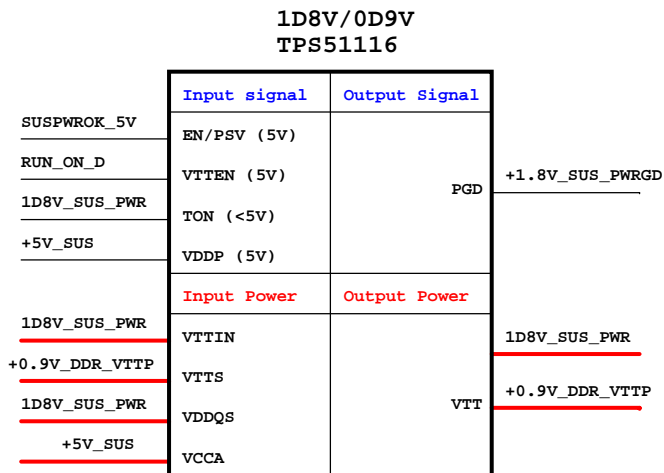 1D8V/0D9V
TPS51116
Input signal Output Signal
SUSPWROK_5V
EN/PSV (5V)
RUN_ON_D
VTTEN (5V)
+1.8V_SUS_PWRGD
PGD
1D8V_SUS_PWR
TON (<5V)
+5V_SUS
VDDP (5V)
Input Power Output Power
1D8V_SUS_PWR
VTTIN
1D8V_SUS_PWR
+0.9V_DDR_VTTP
VTTS
+0.9V_DDR_VTTP
VTT
1D8V_SUS_PWR
VDDQS
+5V_SUS
VCCA